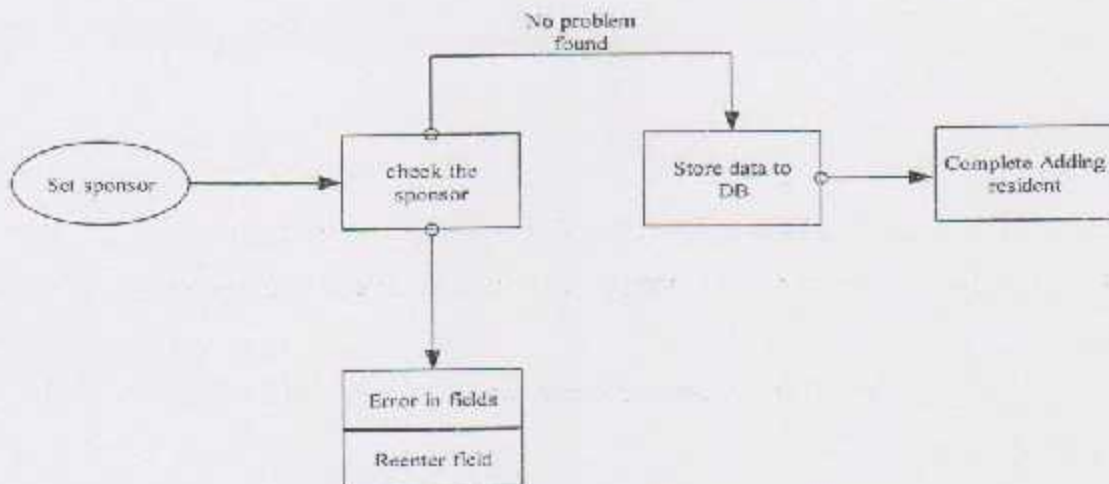 No problem
found
Set sponsor
check the
sponsor
Store data to
DB
Complete Adding
resident
Error in fields
Reenter field